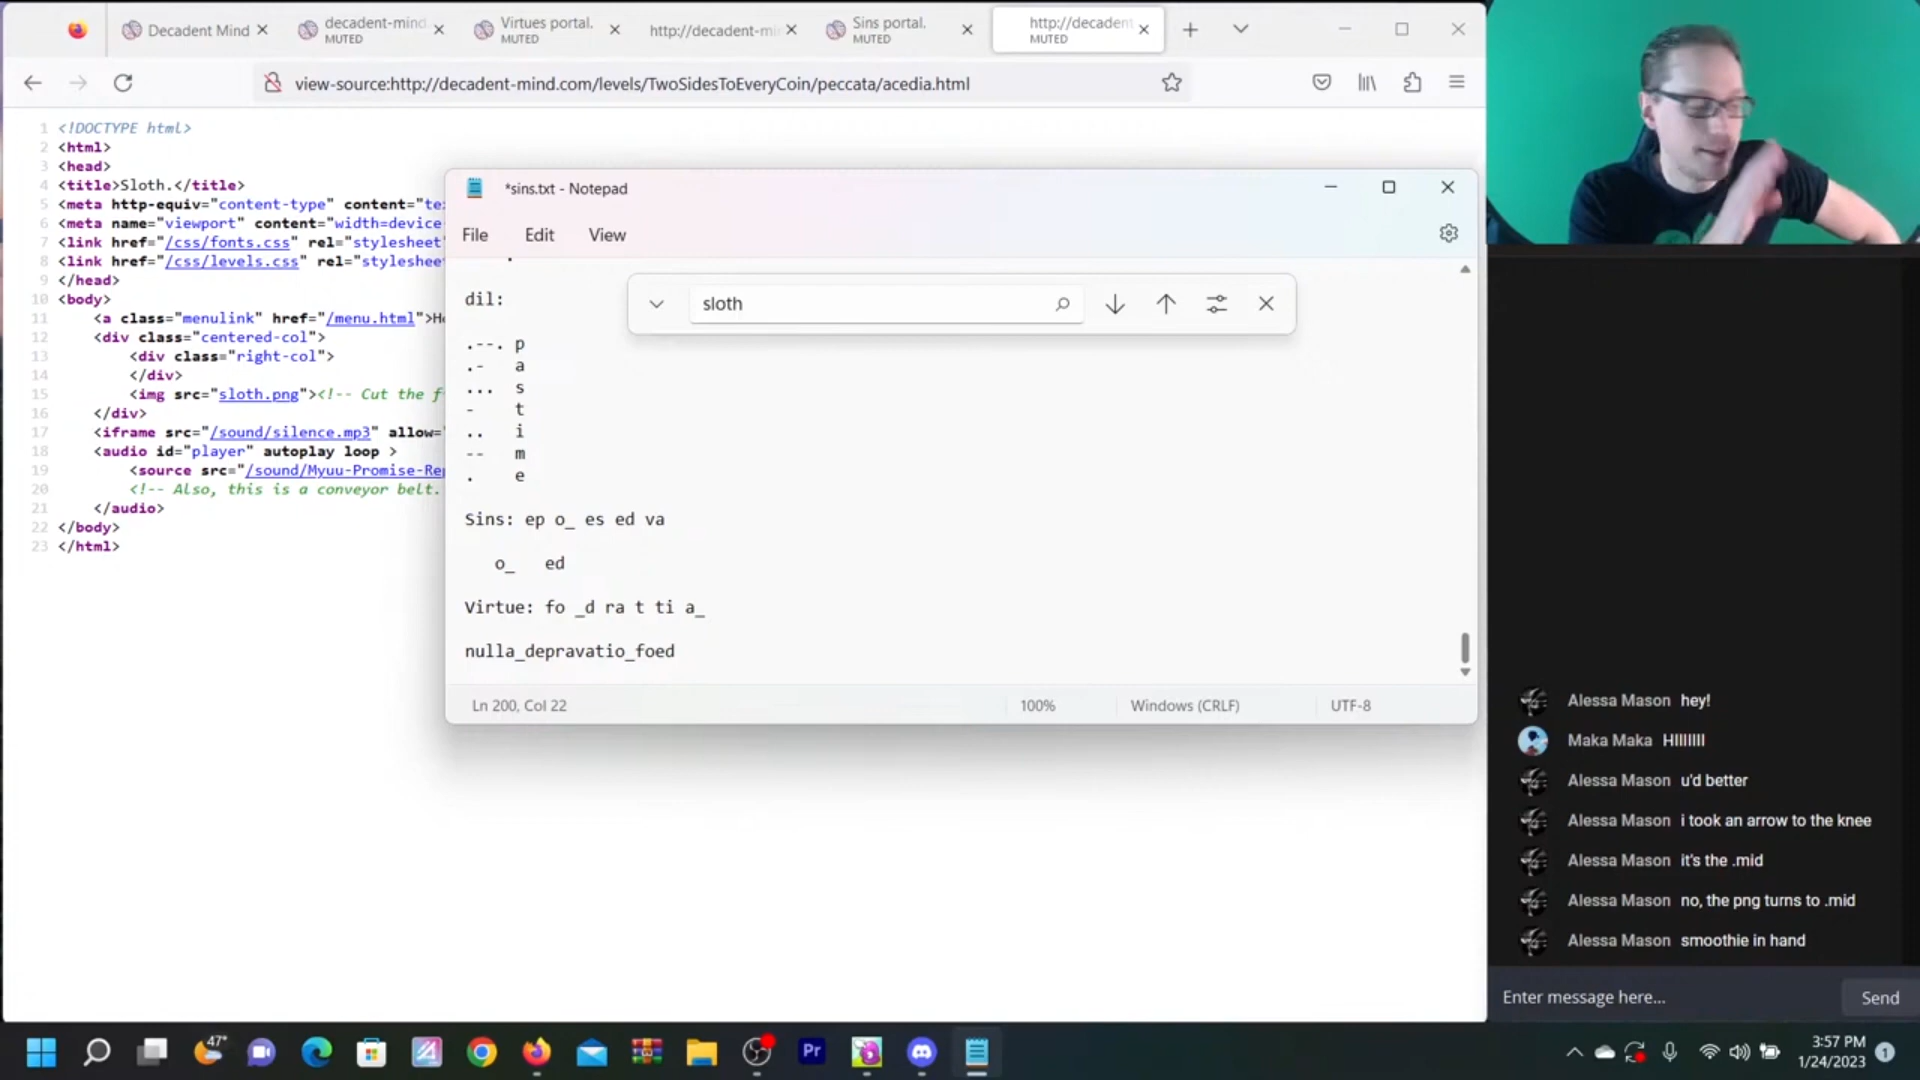 Decadent Mind
decadent-mind.
MUTED
Virtues portal.
MUTED
http://decadent-mi
Sins portal.
MUTED
http://decadent
MUTED
view-source:http://decadent-mind.com/levels/TwoSidesToEveryCoin/peccata/acedia.html
1 <!DOCTYPE html>
2 <html>
3 <head>
4 <title>Sloth.</title>
5 <meta http-equiv="content-type" content="te
6 <meta name="viewport" content="width=device
7 <link href="/css/fonts.css" rel="stylesheet
8 <link href="/css/levels.css" rel="styleshee
9 </head>
10 <body>
11 <a class="menulink" href="/menu.html">H
12 <div class="centered-col">
13 <div class="right-col">
14 </div>
15 <img src="sloth.png"><!-- Cut the f
16 </div>
17 <iframe src="/sound/silence.mp3" allow=
18 <audio id="player" autoplay loop >
19 <source src="/sound/Myuu-Promise-Re
20 <!-- Also, this is a conveyor belt.
21 </audio>
22 </body>
23 </html>
*sins.txt - Notepad
File Edit View
sloth
dil:
.--. p
.- a
... s
- t
.. i
-- m
. e
Sins: ep o_ es ed va
o_ ed
Virtue: fo _d ra t ti a_
nulla_depravatio_foed
Ln 200, Col 22
100%
Windows (CRLF)
UTF-8
Alessa Mason hey!
Maka Maka HIIIIIII
Alessa Mason u'd better
Alessa Mason i took an arrow to the knee
Alessa Mason it's the .mid
Alessa Mason no, the png turns to .mid
Alessa Mason smoothie in hand
Enter message here...
Send
47°
Pr
3:57 PM
1/24/2023
1